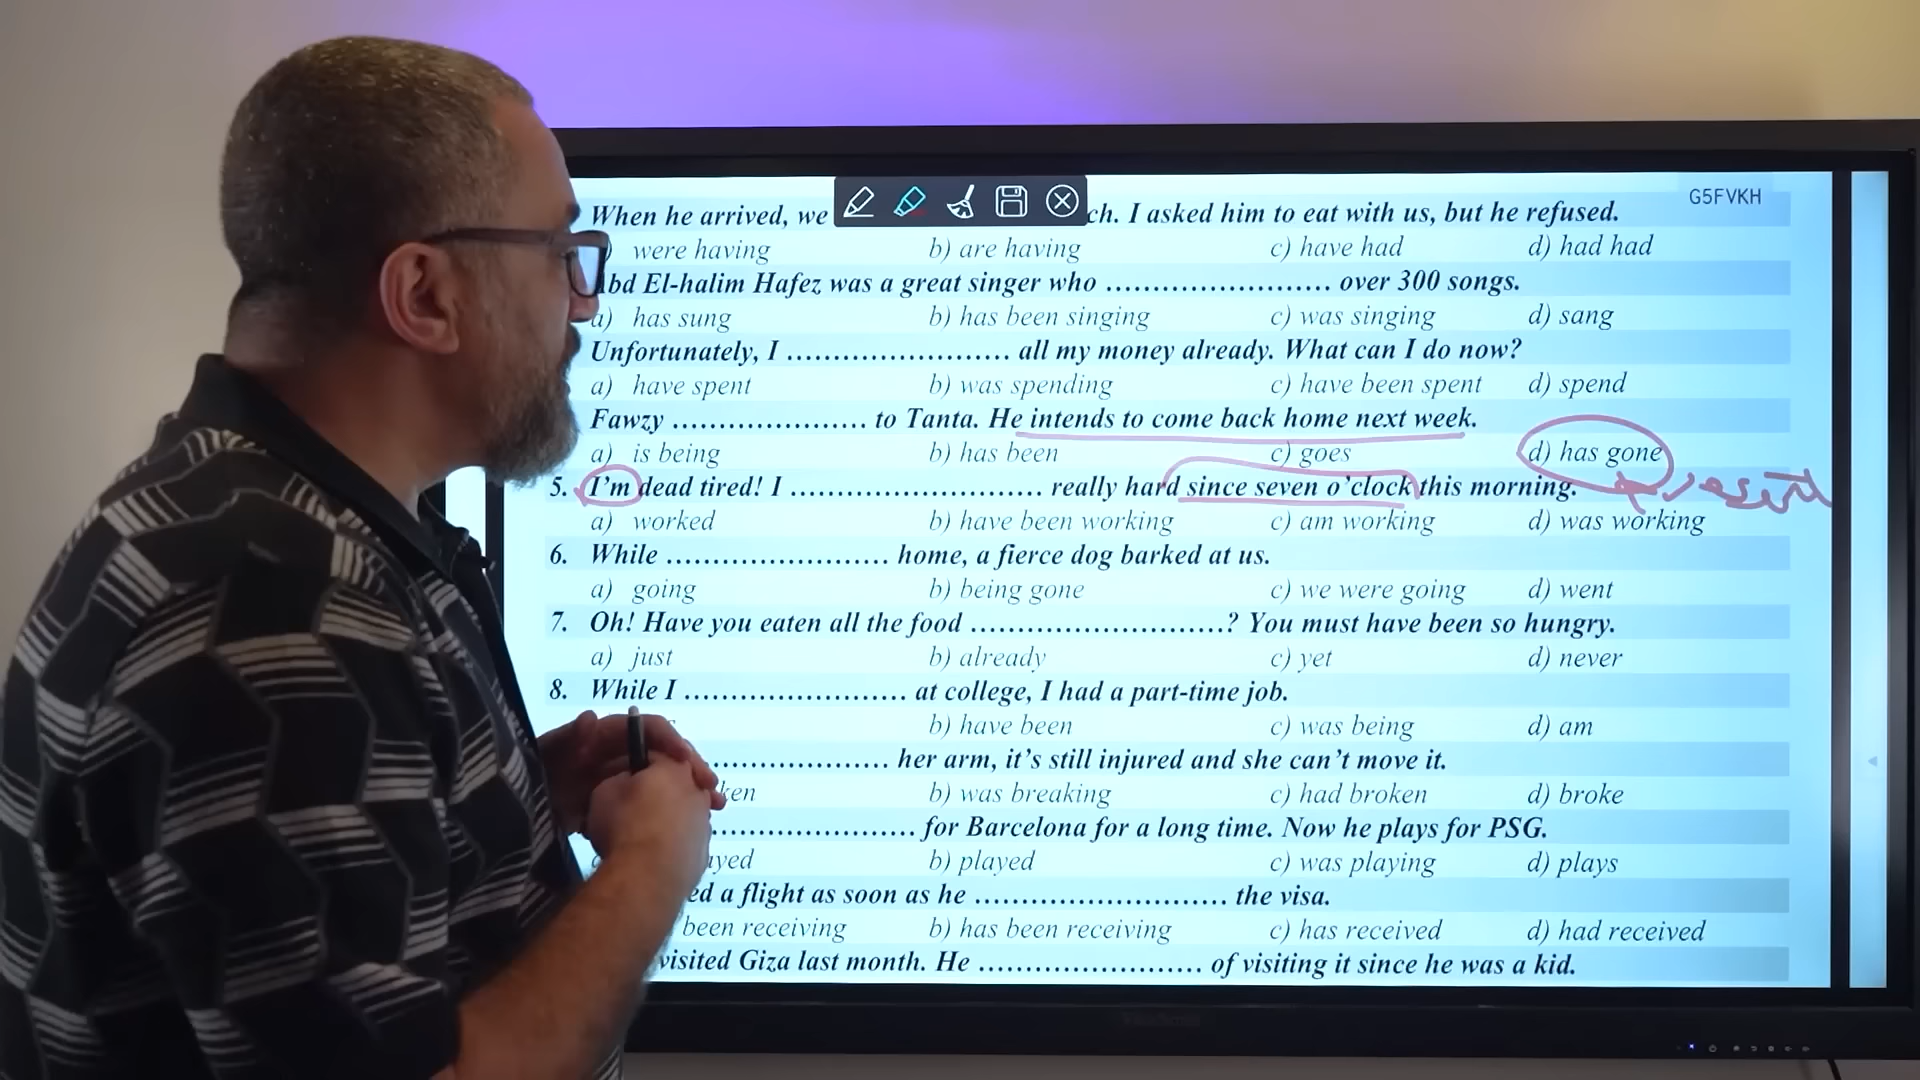 G5FVKH
When he arrived, we ch. I asked him to eat with us, but he refused.
) were having b) are having c) have had d) had had
Abd El-halim Hafez was a great singer who ........................ over 300 songs.
a) has sung b) has been singing c) was singing d) sang
Unfortunately, I ........................ all my money already. What can I do now?
a) have spent b) was spending c) have been spent d) spend
Fawzy ..................... to Tanta. He intends to come back home next week.
a) is being b) has been c) goes d) has gone
5. I'm dead tired! I ........................... really hard since seven o'clock this morning.
a) worked b) have been working c) am working d) was working
6. While ........................ home, a fierce dog barked at us.
a) going b) being gone c) we were going d) went
7. Oh! Have you eaten all the food ...........................? You must have been so hungry.
a) just b) already c) yet d) never
8. While I ........................ at college, I had a part-time job.
b) have been c) was being d) am
................... her arm, it's still injured and she can't move it.
ken b) was breaking c) had broken d) broke
...................... for Barcelona for a long time. Now he plays for PSG.
ayed b) played c) was playing d) plays
ed a flight as soon as he ........................... the visa.
been receiving b) has been receiving c) has received d) had received
visited Giza last month. He ........................ of visiting it since he was a kid.